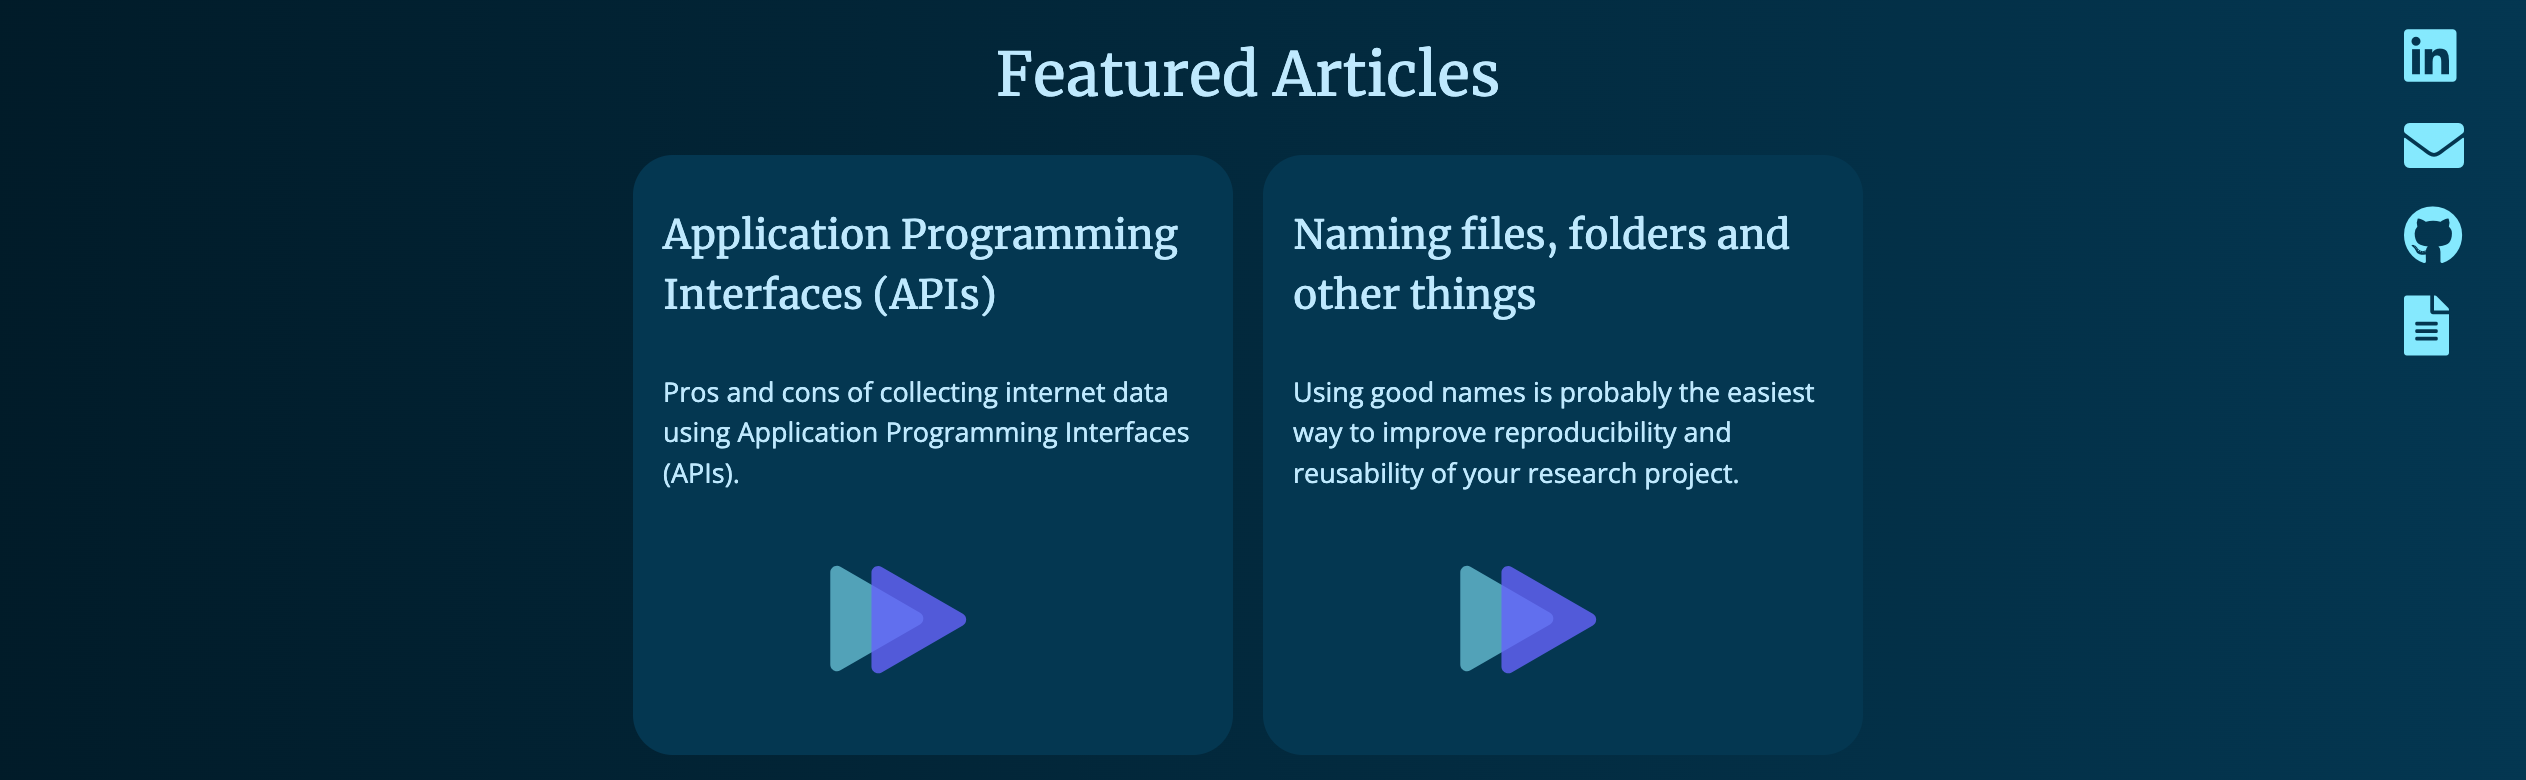 Featured Articles
Application Programming
Interfaces (APIs)
Pros and cons of collecting internet data
using Application Programming Interfaces
(APIs).
Naming files, folders and
other things
Using good names is probably the easiest
way to improve reproducibility and
reusability of your research project.
in